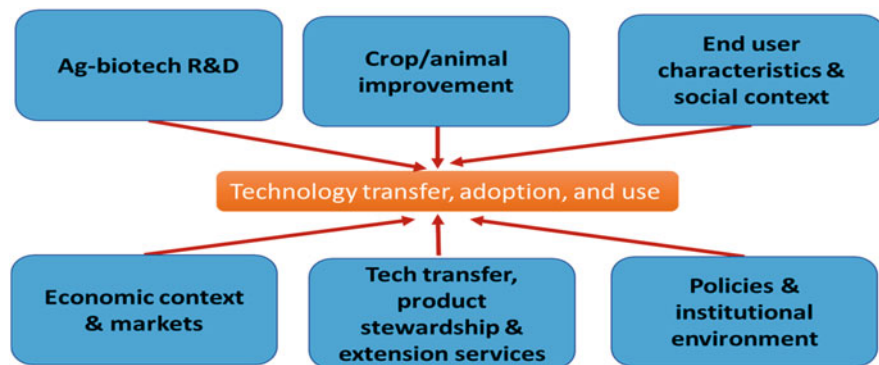 Ag-biotech R&D
Crop/animal
improvement
End user
characteristics &
social context
Technology transfer, adoption, and use
Economic context
& markets
Tech transfer,
product
stewardship &
extension services
Policies &
institutional
environment